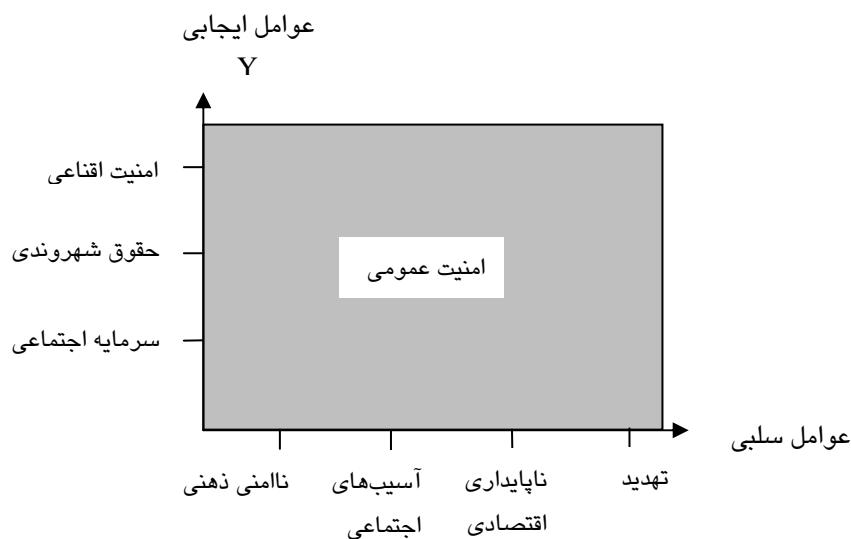 عوامل ایجابی
Y
امنیت اقناعی
حقوق شهروندی
امنیت عمومی
سرمایه اجتماعی
عوامل سلبی
ناامنی ذهنی
آسیب‌های
اجتماعی
ناپایداری
اقتصادی
تهدید